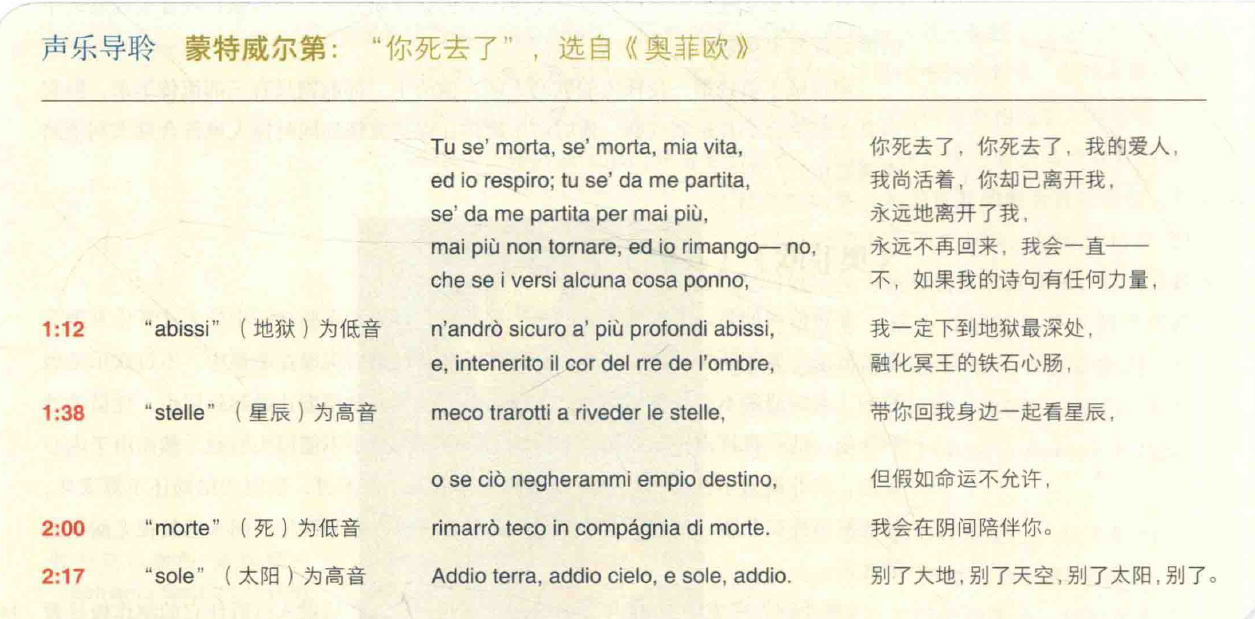 声乐导聆 蒙特威尔第：“你死去了”，选自《奥菲欧》
Tu se’ morta, se’ morta, mia vita, 你死去了，你死去了，我的爱人，
ed io respiro; tu se’ da me partita, 我尚活着，你却已离开我，
se’ da me partita per mai più, 永远地离开了我，
mai più non tornare, ed io rimango—no, 永远不再回来，我会一直——
che se i versi alcuna cosa ponno, 不，如果我的诗句有任何力量，
1:12 “abissi”（地狱）为低音 n’andrò sicuro a’ più profondi abissi, 我一定下到地狱最深处，
e, intenerito il cor del rre de l’ombre, 融化冥王的铁石心肠，
1:38 “stelle”（星辰）为高音 meco trarotti a riveder le stelle, 带你回我身边一起看星辰，
o se ciò negherammi empio destino, 但假如命运不允许，
2:00 “morte”（死）为低音 rimarrò teco in compágnia di morte. 我会在阴间陪伴你。
2:17 “sole”（太阳）为高音 Addio terra, addio cielo, e sole, addio. 别了大地，别了天空，别了太阳，别了。